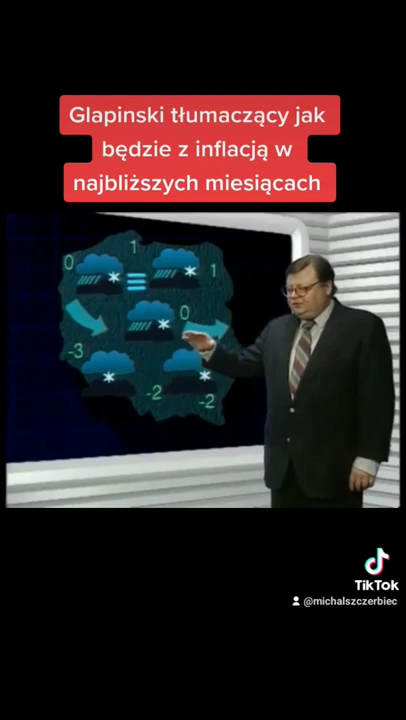 Glapinski tłumaczący jak
będzie z inflacją w
najbliższych miesiącach
0
1
1
0
-3
-2
-2
TikTok
@michalszczerbiec